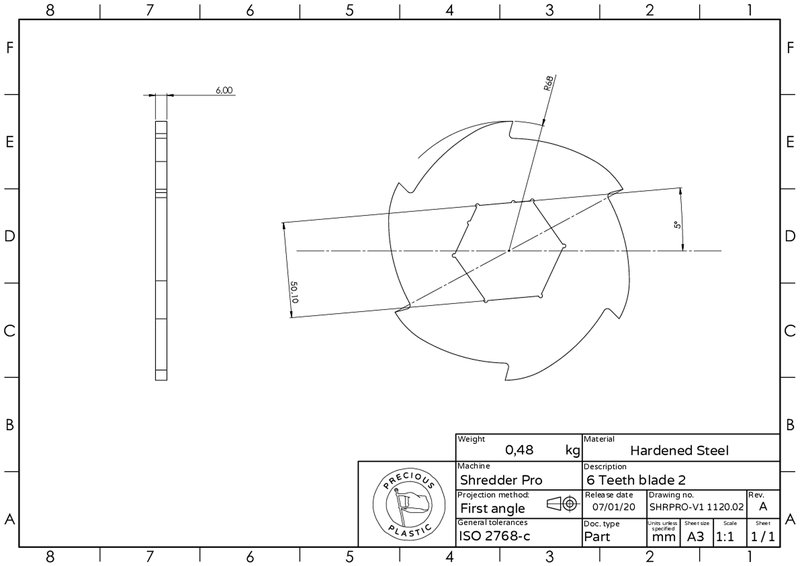 8 7 6 5 4 3 2 1
F F
E E
D D
C C
B B
A A
6,00
R68
5°
50,10
Weight
0,48 kg
Material
Hardened Steel
Machine
Shredder Pro
Description
6 Teeth blade 2
Projection method:
First angle
Release date
07/01/20
Drawing no.
SHRPRO-V1 1120.02
Rev.
A
General tolerances
ISO 2768-c
Doc. type
Part
Units unless
specified
mm
Sheet size
A3
Scale
1:1
Sheet
1 / 1
PRECIOUS
PLASTIC
8 7 6 5 4 3 2 1